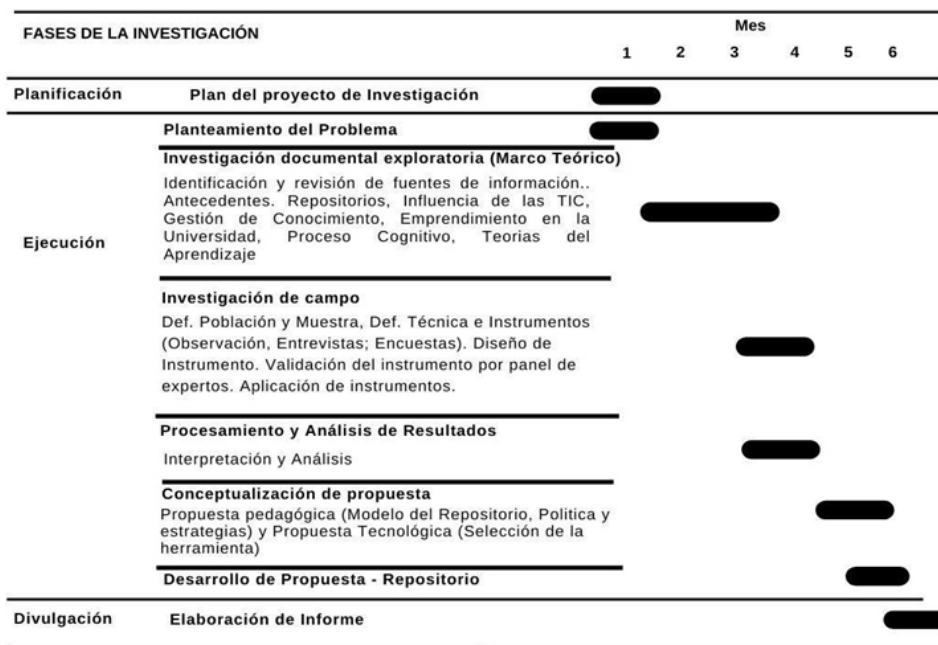 FASES DE LA INVESTIGACIÓN
Mes
1 2 3 4 5 6
Planificación Plan del proyecto de Investigación
Planteamiento del Problema
Investigación documental exploratoria (Marco Teórico)
Identificación y revisión de fuentes de información..
Antecedentes. Repositorios, Influencia de las TIC,
Gestión de Conocimiento, Emprendimiento en la
Universidad, Proceso Cognitivo, Teorias del
Aprendizaje
Ejecución
Investigación de campo
Def. Población y Muestra, Def. Técnica e Instrumentos
(Observación, Entrevistas; Encuestas). Diseño de
Instrumento. Validación del instrumento por panel de
expertos. Aplicación de instrumentos.
Procesamiento y Análisis de Resultados
Interpretación y Análisis
Conceptualización de propuesta
Propuesta pedagógica (Modelo del Repositorio, Politica y
estrategias) y Propuesta Tecnológica (Selección de la
herramienta)
Desarrollo de Propuesta - Repositorio
Divulgación Elaboración de Informe